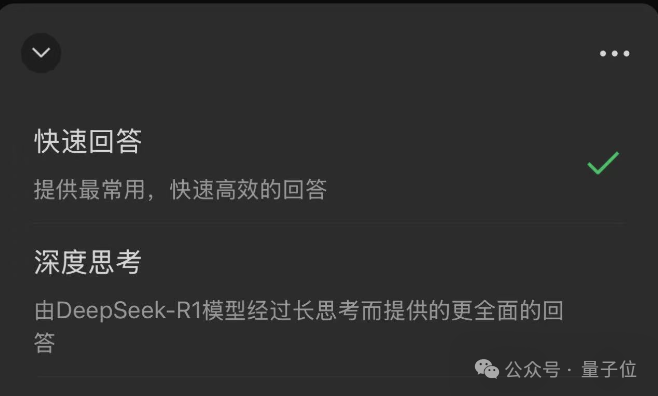 快速回答
提供最常用，快速高效的回答
深度思考
由DeepSeek-R1模型经过长思考而提供的更全面的回
答
公众号 · 量子位